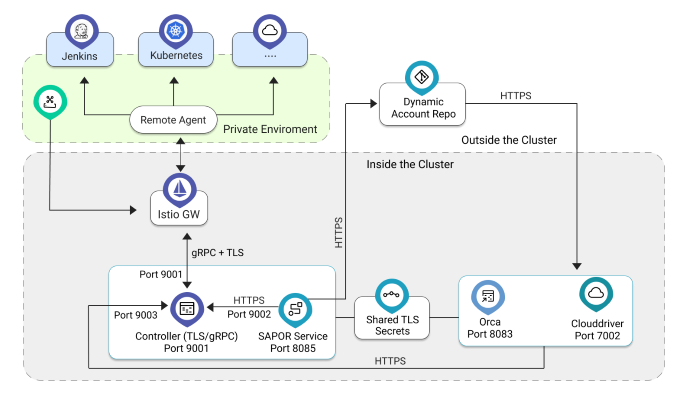 Jenkins
Kubernetes
....
Remote Agent
Private Enviroment
Dynamic
Account Repo
HTTPS
Outside the Cluster
Inside the Cluster
Istio GW
HTTPS
gRPC + TLS
Port 9001
Port 9003
HTTPS
Port 9002
Controller (TLS/gRPC)
Port 9001
SAPOR Service
Port 8085
Shared TLS
Secrets
Orca
Port 8083
Clouddriver
Port 7002
HTTPS